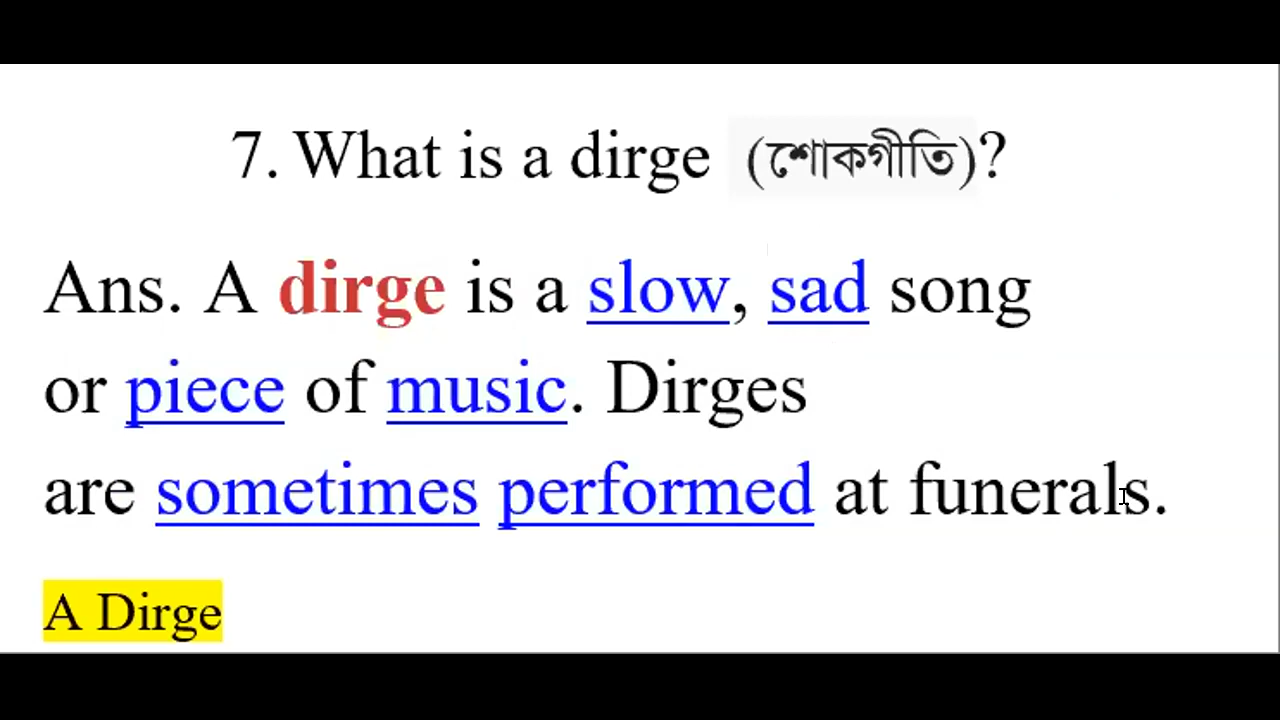 7. What is a dirge (শোকগীতি)?
Ans. A dirge is a slow, sad song
or piece of music. Dirges
are sometimes performed at funerals.
A Dirge